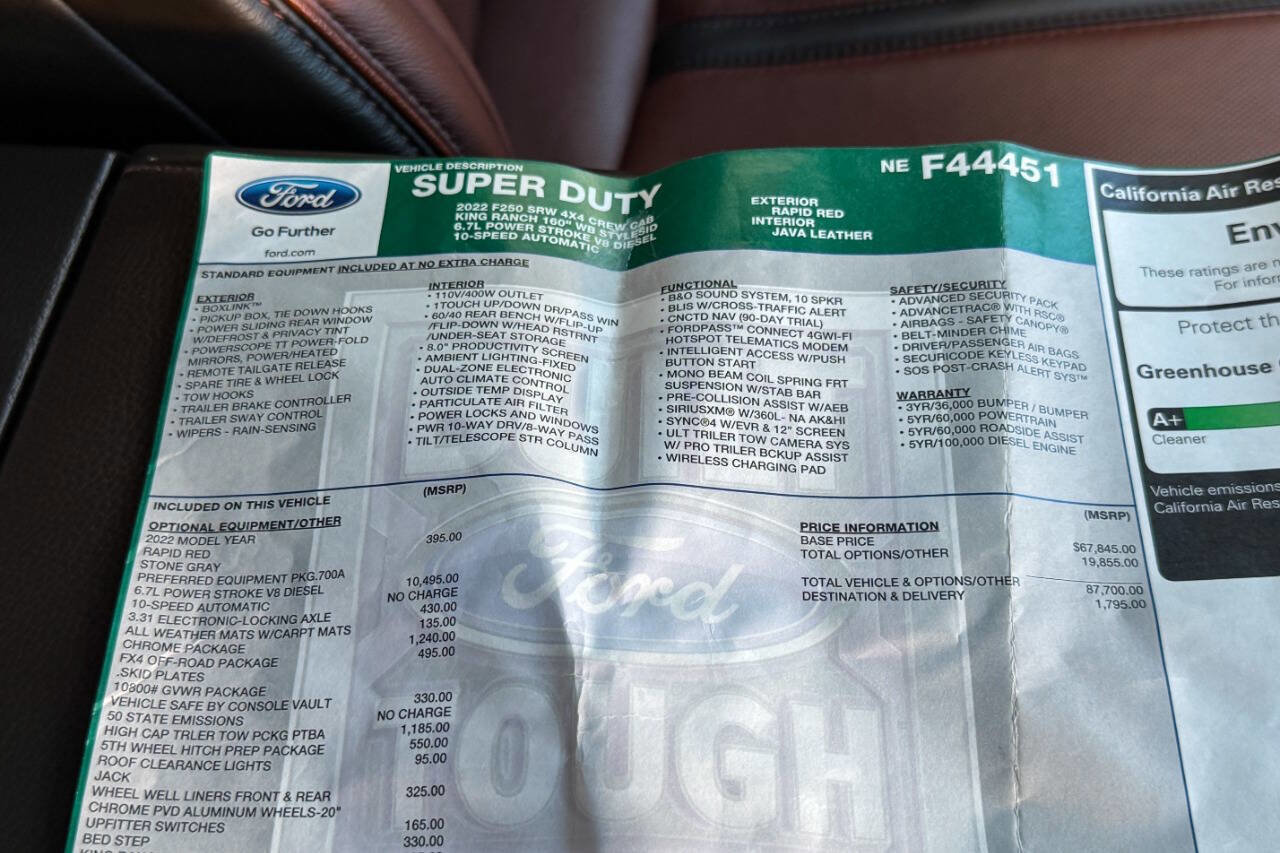 Ford
Go Further
ford.com
VEHICLE DESCRIPTION
SUPER DUTY
2022 F250 SRW 4X4 CREW CAB
KING RANCH 160" WB STYLESID
6.7L POWER STROKE V8 DIESEL
10-SPEED AUTOMATIC
EXTERIOR
RAPID RED
INTERIOR
JAVA LEATHER
NE F44451
STANDARD EQUIPMENT INCLUDED AT NO EXTRA CHARGE
EXTERIOR
• BOXLINK™
• PICKUP BOX, TIE DOWN HOOKS
• POWER SLIDING REAR WINDOW
W/DEFROST & PRIVACY TINT
• POWERSCOPE TT POWER-FOLD
MIRRORS, POWER/HEATED
• REMOTE TAILGATE RELEASE
• SPARE TIRE & WHEEL LOCK
• TOW HOOKS
• TRAILER BRAKE CONTROLLER
• TRAILER SWAY CONTROL
• WIPERS - RAIN-SENSING
INTERIOR
• 110V/400W OUTLET
• 1TOUCH UP/DOWN DR/PASS WIN
• 60/40 REAR BENCH W/FLIP-UP
/FLIP-DOWN W/HEAD RSTRNT
/UNDER-SEAT STORAGE
• 8.0" PRODUCTIVITY SCREEN
• AMBIENT LIGHTING-FIXED
• DUAL-ZONE ELECTRONIC
AUTO CLIMATE CONTROL
• OUTSIDE TEMP DISPLAY
• PARTICULATE AIR FILTER
• POWER LOCKS AND WINDOWS
• PWR 10-WAY DRV/8-WAY PASS
• TILT/TELESCOPE STR COLUMN
FUNCTIONAL
• B&O SOUND SYSTEM, 10 SPKR
• BLIS W/CROSS-TRAFFIC ALERT
• CNCTD NAV (90-DAY TRIAL)
• FORDPASS™ CONNECT 4GWI-FI
HOTSPOT TELEMATICS MODEM
• INTELLIGENT ACCESS W/PUSH
BUTTON START
• MONO BEAM COIL SPRING FRT
SUSPENSION W/STAB BAR
• PRE-COLLISION ASSIST W/AEB
• SIRIUSXM® W/360L- NA AK&HI
• SYNC®4 W/EVR & 12" SCREEN
• ULT TRILER TOW CAMERA SYS
W/ PRO TRILER BCKUP ASSIST
• WIRELESS CHARGING PAD
SAFETY/SECURITY
• ADVANCED SECURITY PACK
• ADVANCETRAC® WITH RSC®
• AIRBAGS - SAFETY CANOPY®
• BELT-MINDER CHIME
• DRIVER/PASSENGER AIR BAGS
• SECURICODE KEYLESS KEYPAD
• SOS POST-CRASH ALERT SYS™
WARRANTY
• 3YR/36,000 BUMPER / BUMPER
• 5YR/60,000 POWERTRAIN
• 5YR/60,000 ROADSIDE ASSIST
• 5YR/100,000 DIESEL ENGINE
INCLUDED ON THIS VEHICLE (MSRP)
OPTIONAL EQUIPMENT/OTHER
2022 MODEL YEAR 395.00
RAPID RED
STONE GRAY
PREFERRED EQUIPMENT PKG.700A
6.7L POWER STROKE V8 DIESEL 10,495.00
10-SPEED AUTOMATIC NO CHARGE
3.31 ELECTRONIC-LOCKING AXLE 430.00
ALL WEATHER MATS W/CARPT MATS 135.00
CHROME PACKAGE 1,240.00
FX4 OFF-ROAD PACKAGE 495.00
.SKID PLATES
10800# GVWR PACKAGE
VEHICLE SAFE BY CONSOLE VAULT 330.00
50 STATE EMISSIONS NO CHARGE
HIGH CAP TRLER TOW PCKG PTBA 1,185.00
5TH WHEEL HITCH PREP PACKAGE 550.00
ROOF CLEARANCE LIGHTS 95.00
JACK
WHEEL WELL LINERS FRONT & REAR 325.00
CHROME PVD ALUMINUM WHEELS-20"
UPFITTER SWITCHES 165.00
BED STEP 330.00
(MSRP)
PRICE INFORMATION
BASE PRICE $67,845.00
TOTAL OPTIONS/OTHER 19,855.00
TOTAL VEHICLE & OPTIONS/OTHER 87,700.00
DESTINATION & DELIVERY 1,795.00
BUILT
Ford
TOUGH
California Air Res
Env
These ratings are n
For infor
Protect th
Greenhouse
A+
Cleaner
Vehicle emissions
California Air Res